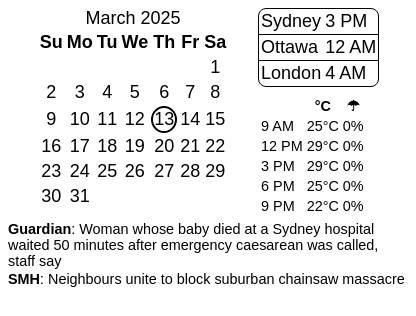 March 2025
Su Mo Tu We Th Fr Sa
1
2 3 4 5 6 7 8
9 10 11 12 13 14 15
16 17 18 19 20 21 22
23 24 25 26 27 28 29
30 31
Sydney 3 PM
Ottawa 12 AM
London 4 AM
°C ☂
9 AM 25°C 0%
12 PM 29°C 0%
3 PM 29°C 0%
6 PM 25°C 0%
9 PM 22°C 0%
Guardian: Woman whose baby died at a Sydney hospital
waited 50 minutes after emergency caesarean was called,
staff say
SMH: Neighbours unite to block suburban chainsaw massacre